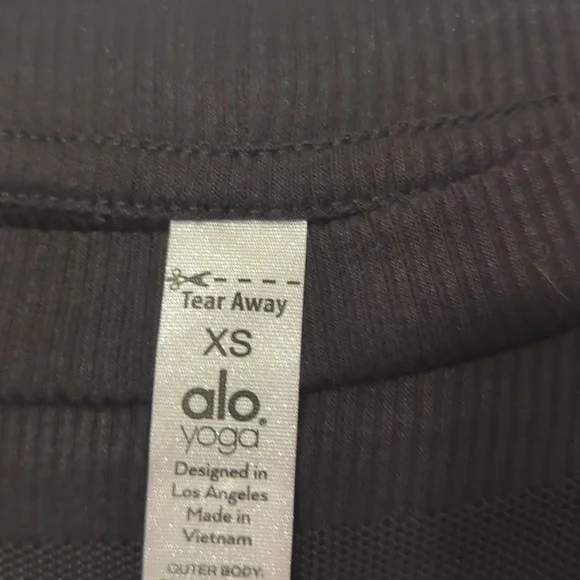 Tear Away
XS
alo.
yoga
Designed in
Los Angeles
Made in
Vietnam
OUTER BODY: